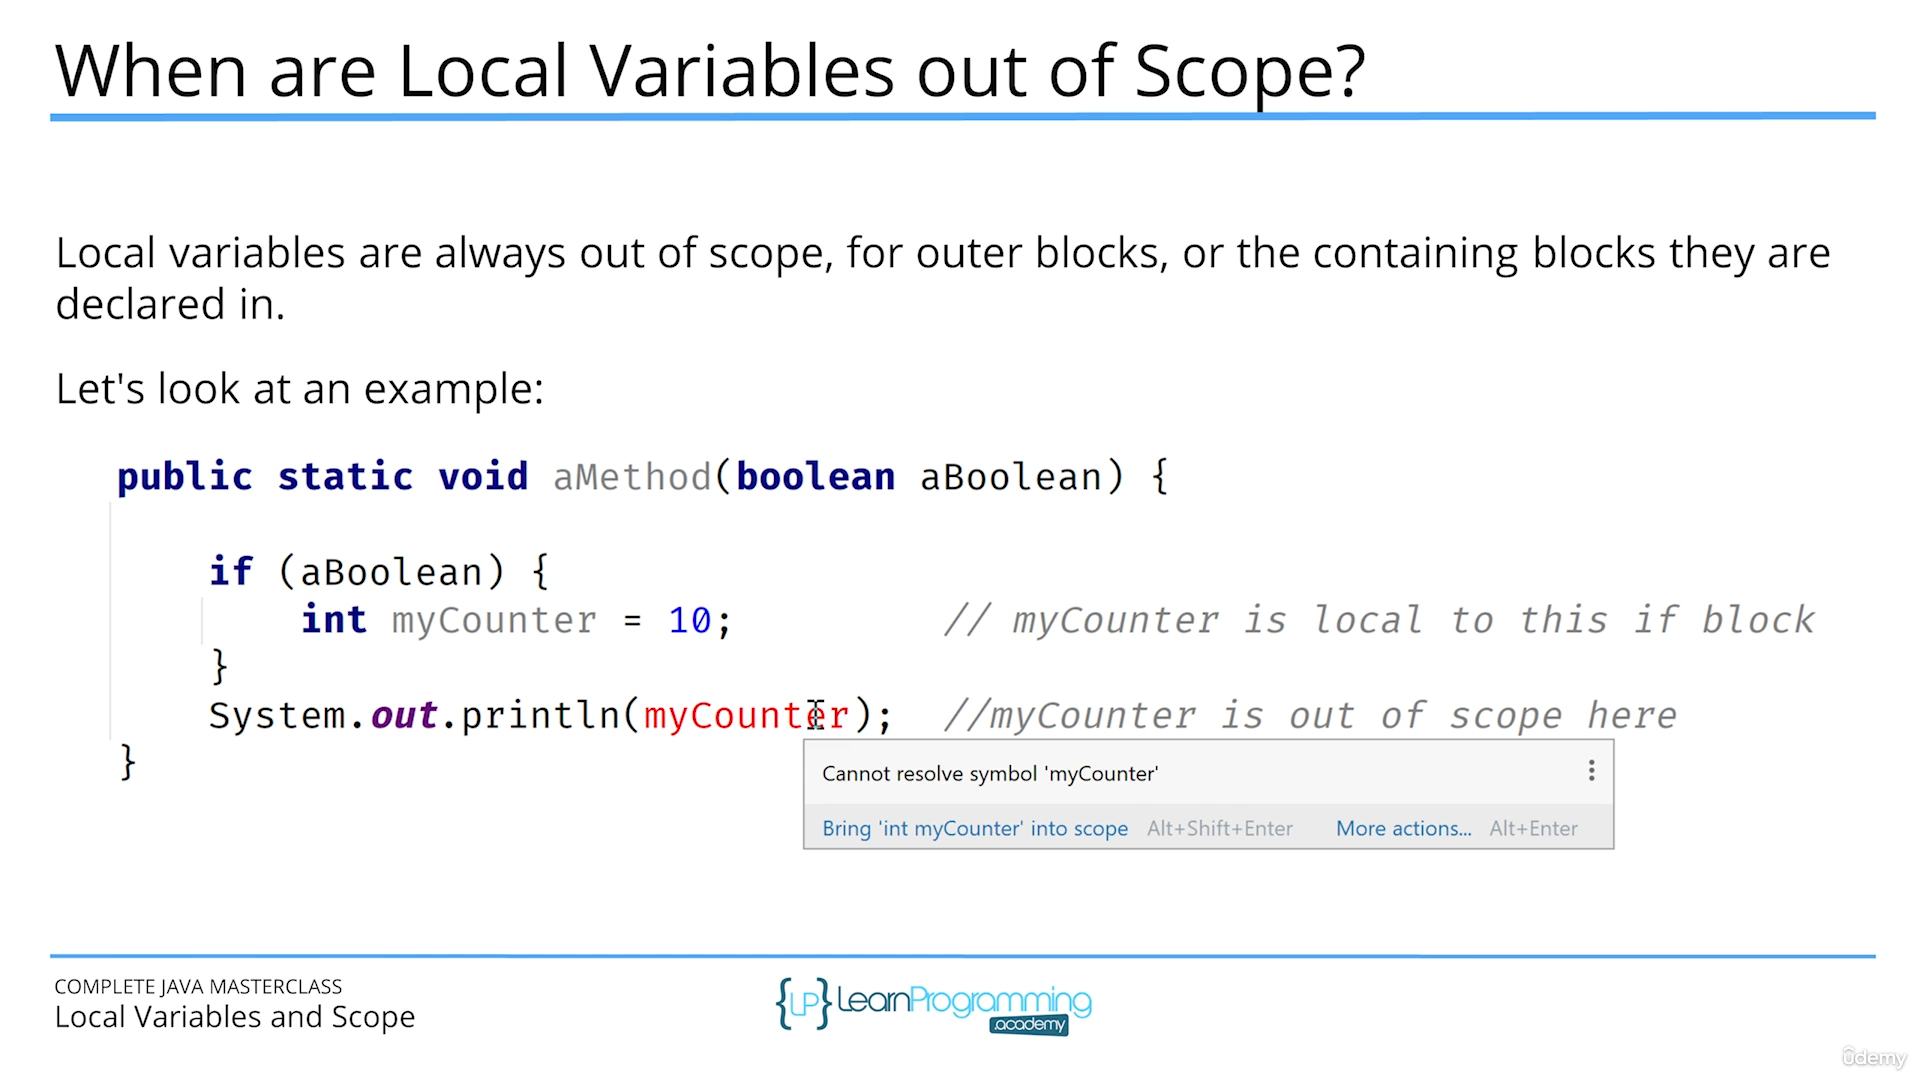 When are Local Variables out of Scope?
Local variables are always out of scope, for outer blocks, or the containing blocks they are
declared in.
Let's look at an example:
public static void aMethod(boolean aBoolean) {
if (aBoolean) {
int myCounter = 10; // myCounter is local to this if block
}
System.out.println(myCounter); //myCounter is out of scope here
}
Cannot resolve symbol 'myCounter'
Bring 'int myCounter' into scope Alt+Shift+Enter More actions... Alt+Enter
COMPLETE JAVA MASTERCLASS
Local Variables and Scope
{LP} LearnProgramming
.academy
udemy